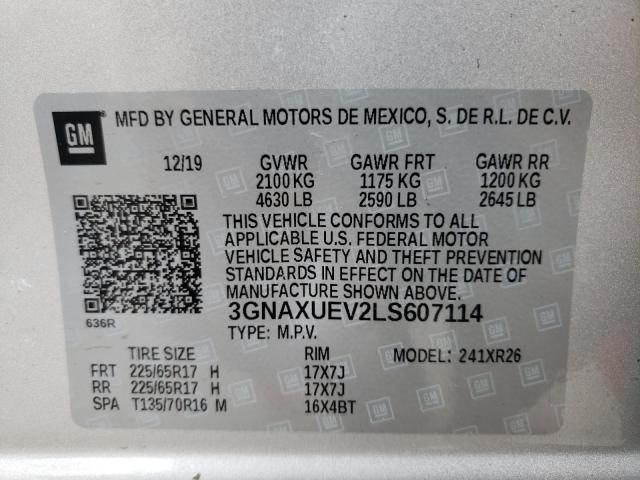 GM MFD BY GENERAL MOTORS DE MEXICO, S. DE R.L. DE C.V.
12/19 GVWR GAWR FRT GAWR RR
2100 KG 1175 KG 1200 KG
4630 LB 2590 LB 2645 LB
THIS VEHICLE CONFORMS TO ALL
APPLICABLE U.S. FEDERAL MOTOR
VEHICLE SAFETY AND THEFT PREVENTION
STANDARDS IN EFFECT ON THE DATE OF
MANUFACTURE SHOWN ABOVE.
3GNAXUEV2LS607114
636R
TYPE: M.P.V.
TIRE SIZE RIM MODEL: 241XR26
FRT 225/65R17 H 17X7J
RR 225/65R17 H 17X7J
SPA T135/70R16 M 16X4BT